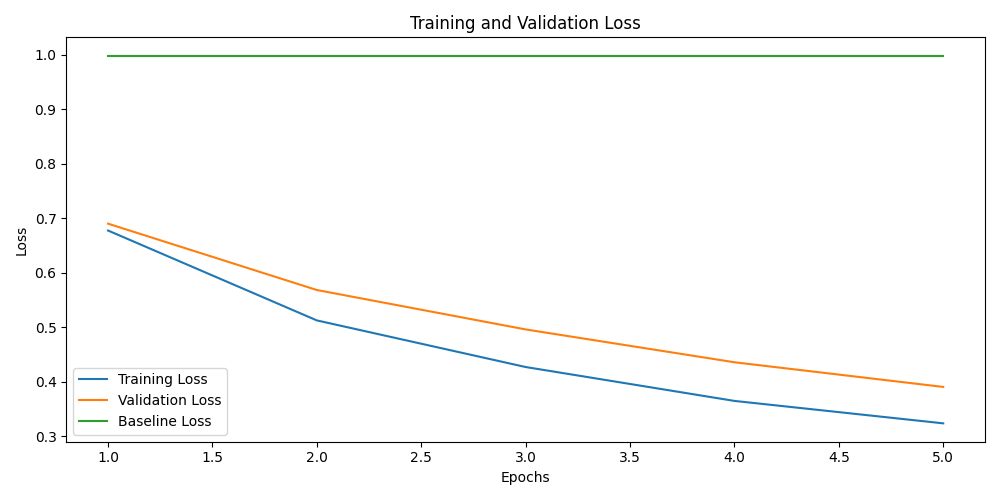 Training and Validation Loss
1.0
0.9
0.8
0.7
0.6
0.5
0.4
0.3
Loss
Training Loss
Validation Loss
Baseline Loss
1.0 1.5 2.0 2.5 3.0 3.5 4.0 4.5 5.0
Epochs